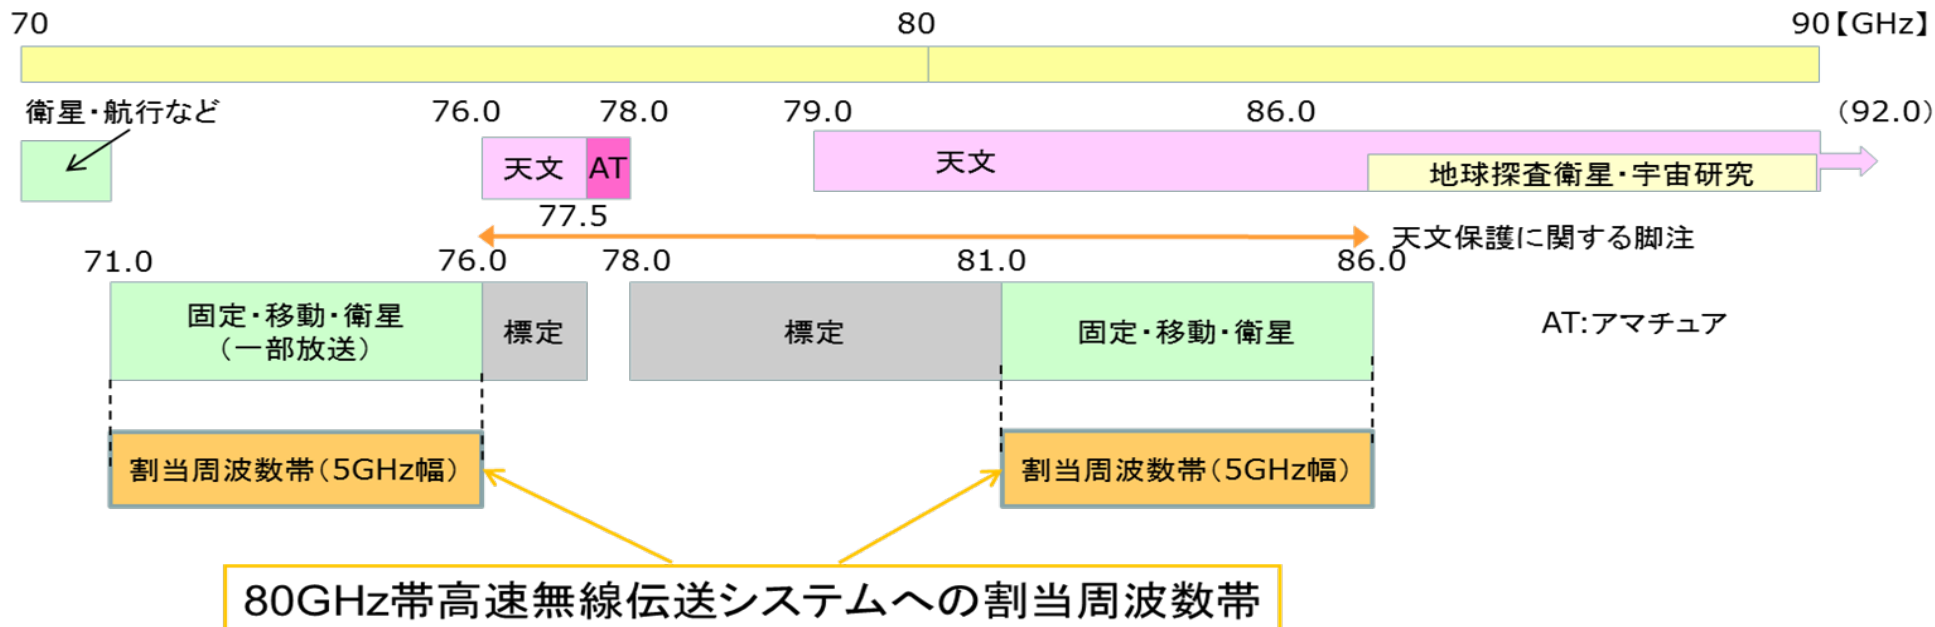 70 80 90【GHz】
衛星・航行など 76.0 78.0 79.0 86.0 (92.0)
天文 AT 天文
地球探査衛星・宇宙研究
77.5
天文保護に関する脚注
71.0 76.0 78.0 81.0 86.0
固定・移動・衛星
(一部放送)
標定 標定 固定・移動・衛星
AT:アマチュア
割当周波数帯(5GHz幅) 割当周波数帯(5GHz幅)
80GHz帯高速無線伝送システムへの割当周波数帯